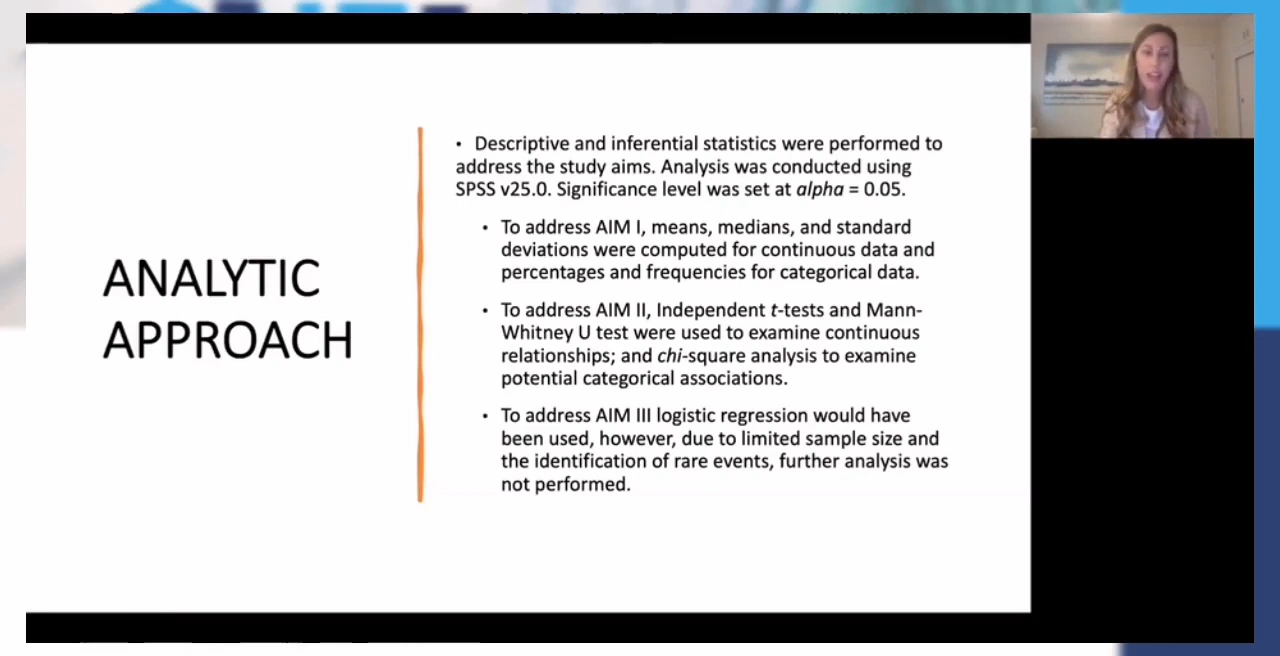 ANALYTIC
APPROACH
• Descriptive and inferential statistics were performed to
address the study aims. Analysis was conducted using
SPSS v25.0. Significance level was set at alpha = 0.05.
• To address AIM I, means, medians, and standard
deviations were computed for continuous data and
percentages and frequencies for categorical data.
• To address AIM II, Independent t-tests and Mann-
Whitney U test were used to examine continuous
relationships; and chi-square analysis to examine
potential categorical associations.
• To address AIM III logistic regression would have
been used, however, due to limited sample size and
the identification of rare events, further analysis was
not performed.